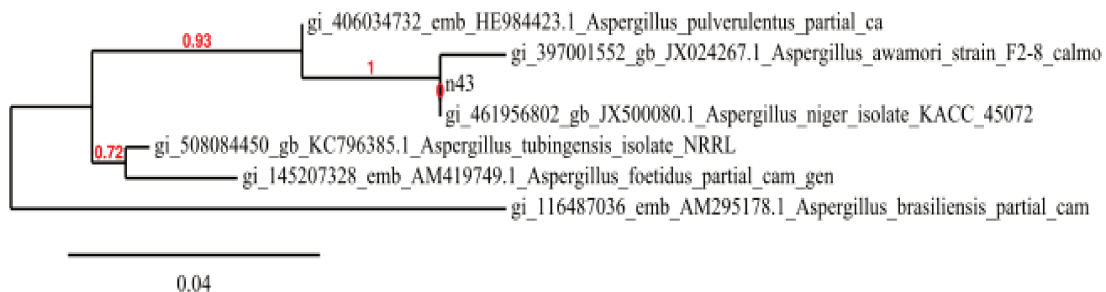 gi_406034732_emb_HE984423.1_Aspergillus_pulverulentus_partial_ca
0.93
gi_397001552_gb_JX024267.1_Aspergillus_awamori_strain_F2-8_calmo
1
0
n43
gi_461956802_gb_JX500080.1_Aspergillus_niger_isolate_KACC_45072
gi_508084450_gb_KC796385.1_Aspergillus_tubingensis_isolate_NRRL
0.72
gi_145207328_emb_AM419749.1_Aspergillus_foetidus_partial_cam_gen
gi_116487036_emb_AM295178.1_Aspergillus_brasiliensis_partial_cam
0.04